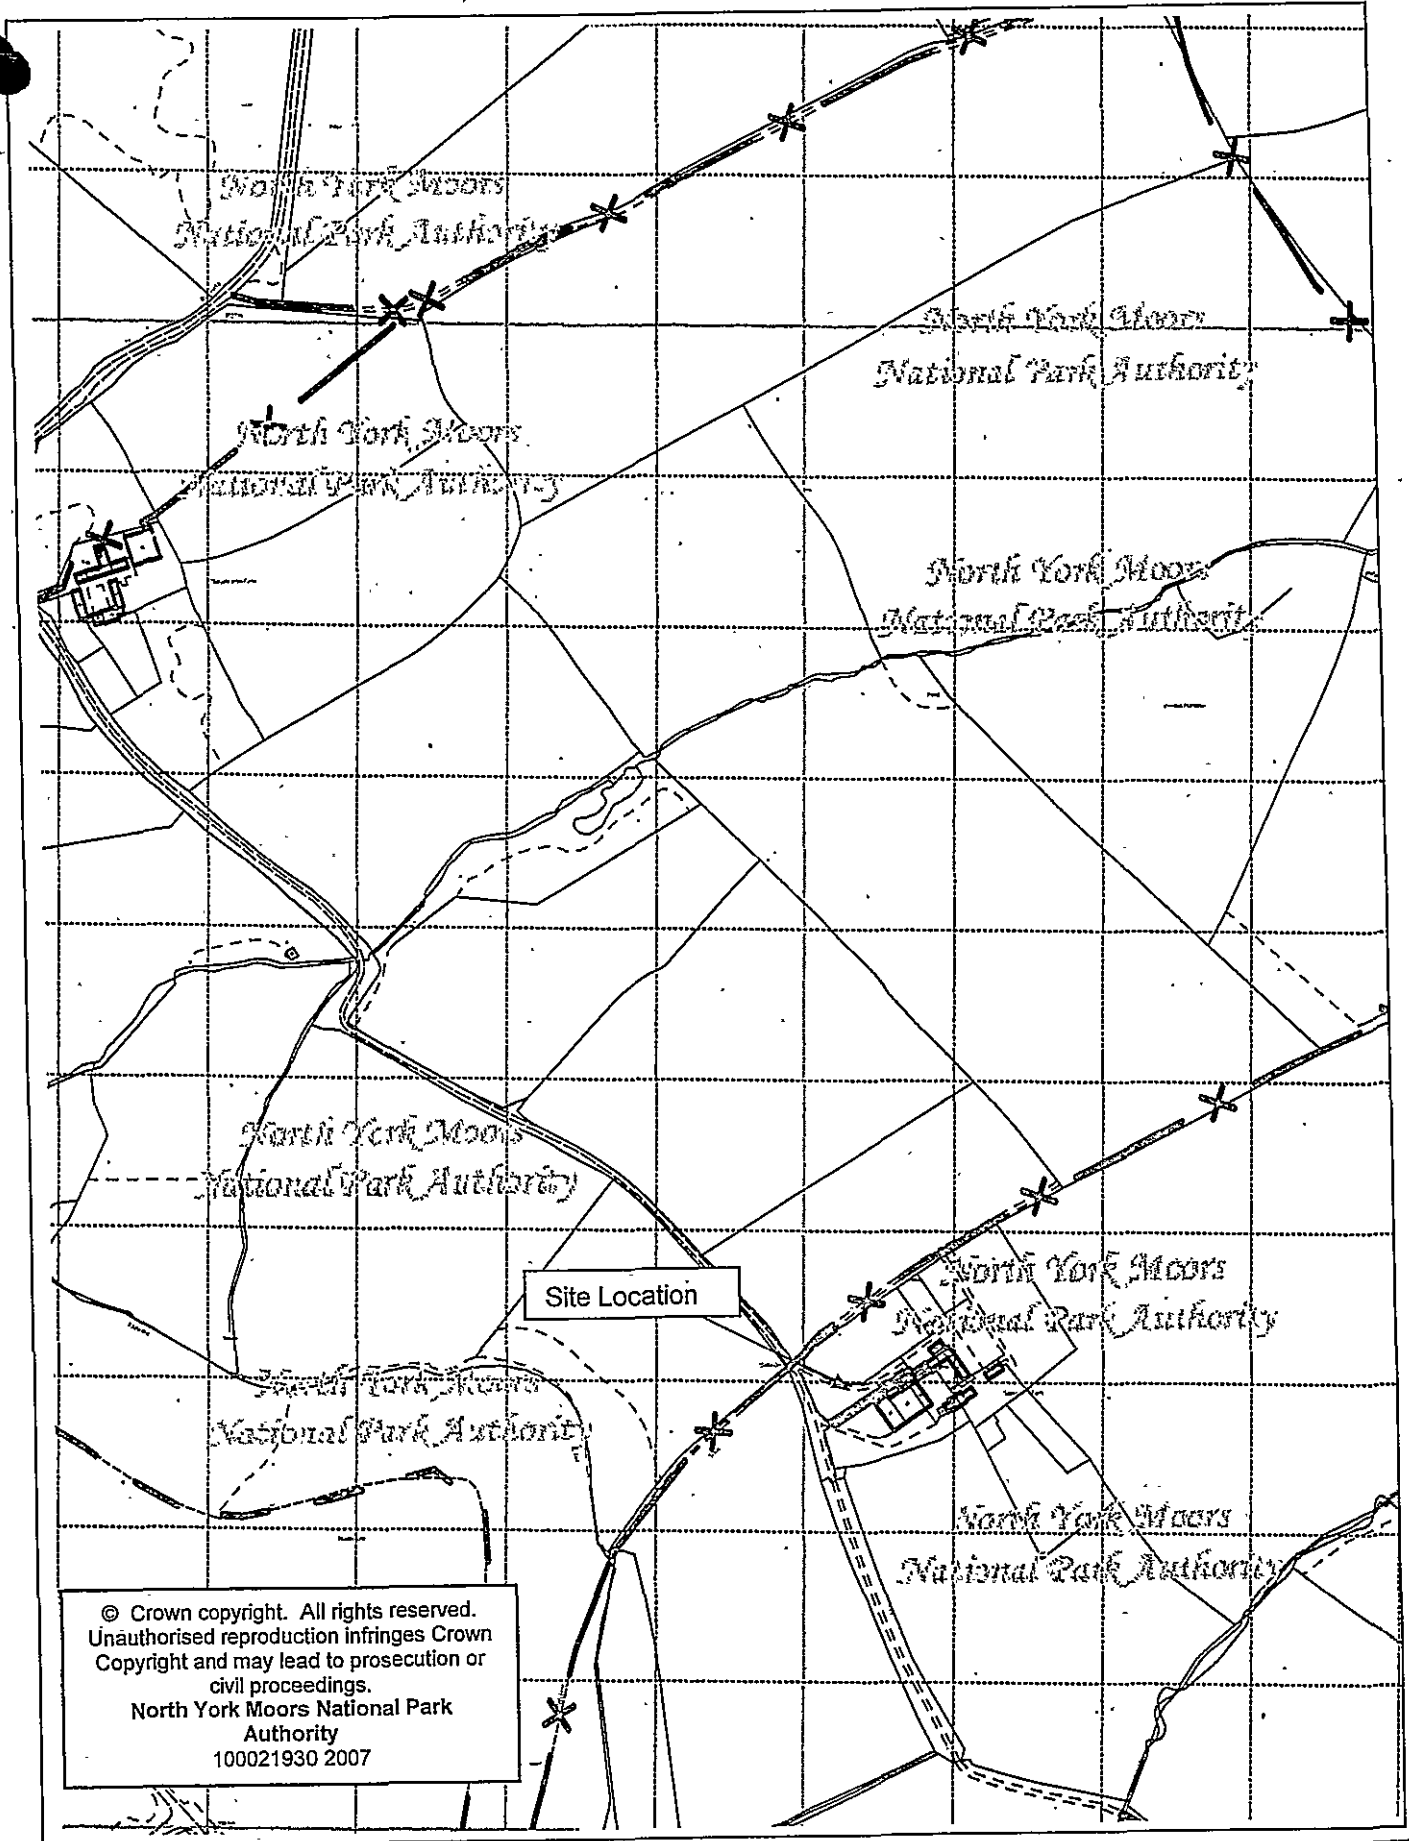 North York Moors
National Park Authority
North York Moors
National Park Authority
North York Moors
National Park Authority
North York Moors
National Park Authority
North York Moors
National Park Authority
Site Location
North York Moors
National Park Authority
North York Moors
National Park Authority
North York Moors
National Park Authority
© Crown copyright. All rights reserved.
Unauthorised reproduction infringes Crown
Copyright and may lead to prosecution or
civil proceedings.
North York Moors National Park
Authority
100021930 2007